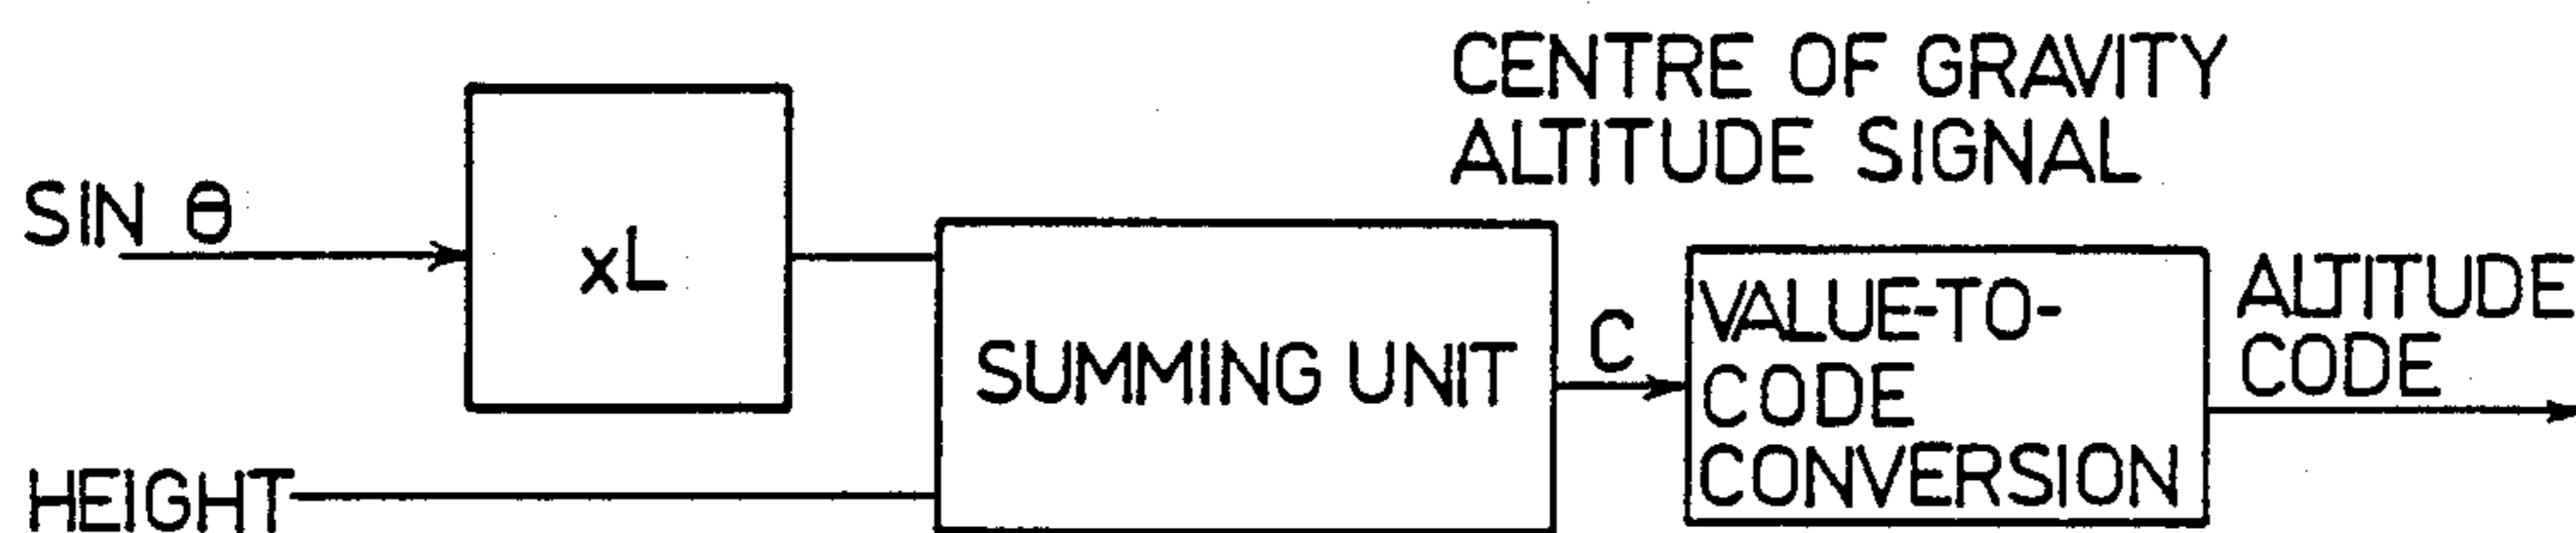 CENTRE OF GRAVITY
ALTITUDE SIGNAL
SIN θ
xL
HEIGHT
SUMMING UNIT
C
VALUE-TO-
CODE
CONVERSION
ALTITUDE
CODE